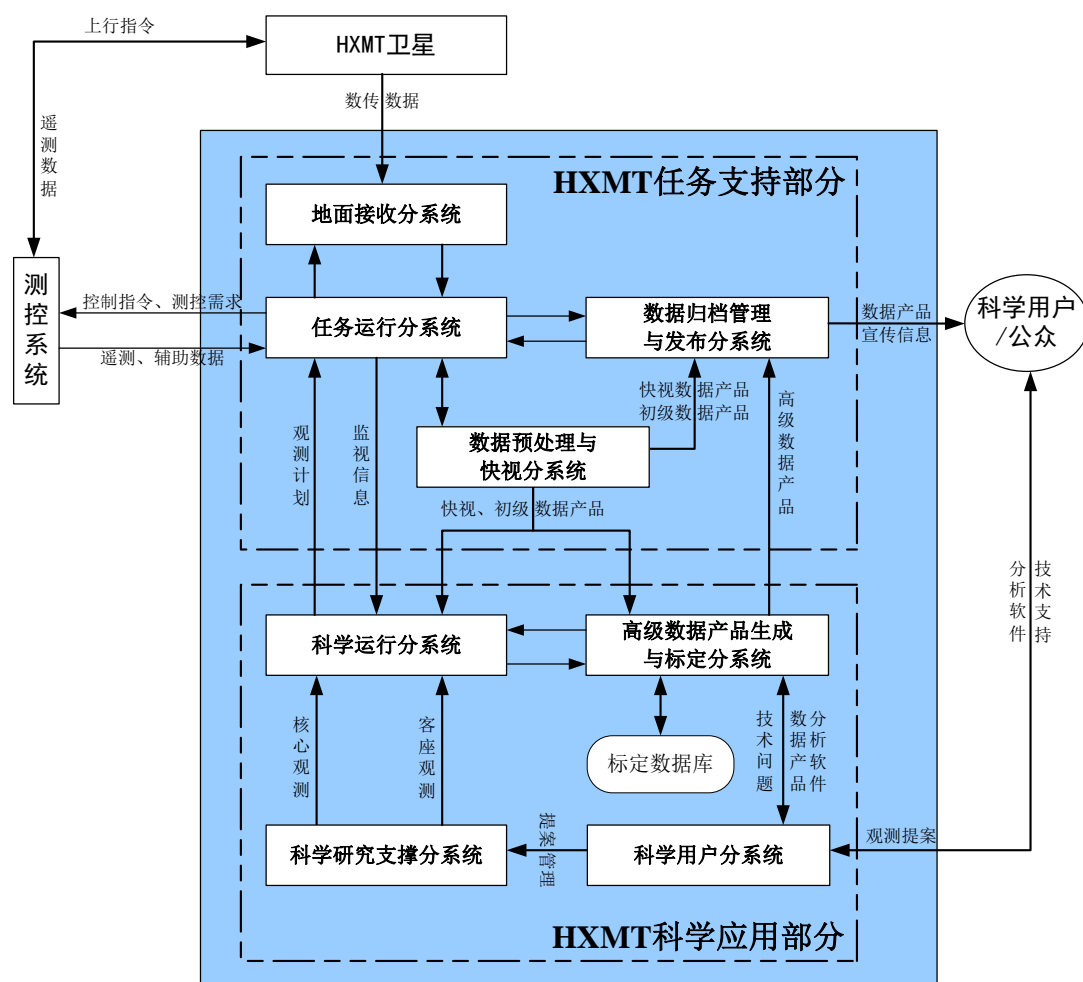 上行指令
HXMT卫星
数传数据
遥测数据
HXMT任务支持部分
地面接收分系统
测控系统
控制指令、测控需求
遥测、辅助数据
任务运行分系统
数据归档管理
与发布分系统
数据产品
宣传信息
科学用户
/公众
快视数据产品
初级数据产品
高级数据产品
观测计划
监视信息
数据预处理与
快视分系统
快视、初级数据产品
分析软件
技术支持
科学运行分系统
高级数据产品生成
与标定分系统
核心观测
客座观测
标定数据库
技术问题
数据产品
分析软件
科学研究支撑分系统
提案管理
科学用户分系统
观测提案
HXMT科学应用部分